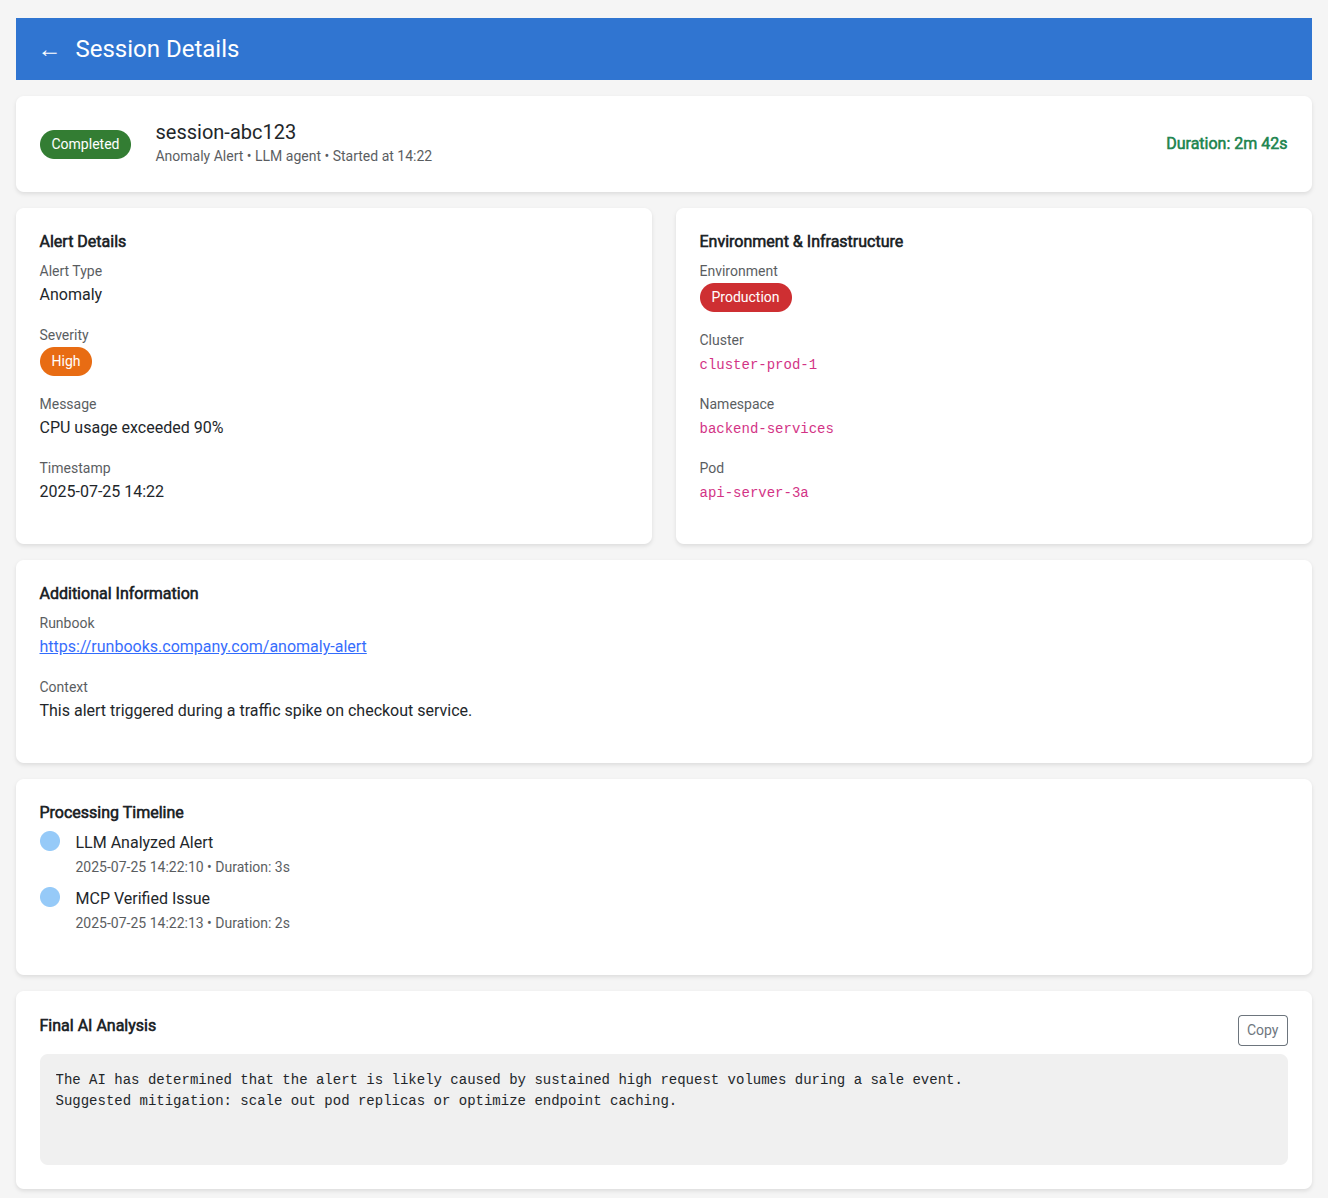 ← Session Details
Completed
session-abc123
Anomaly Alert • LLM agent • Started at 14:22
Duration: 2m 42s
Alert Details
Alert Type
Anomaly
Severity
High
Message
CPU usage exceeded 90%
Timestamp
2025-07-25 14:22
Environment & Infrastructure
Environment
Production
Cluster
cluster-prod-1
Namespace
backend-services
Pod
api-server-3a
Additional Information
Runbook
https://runbooks.company.com/anomaly-alert
Context
This alert triggered during a traffic spike on checkout service.
Processing Timeline
LLM Analyzed Alert
2025-07-25 14:22:10 • Duration: 3s
MCP Verified Issue
2025-07-25 14:22:13 • Duration: 2s
Final AI Analysis
Copy
The AI has determined that the alert is likely caused by sustained high request volumes during a sale event.
Suggested mitigation: scale out pod replicas or optimize endpoint caching.